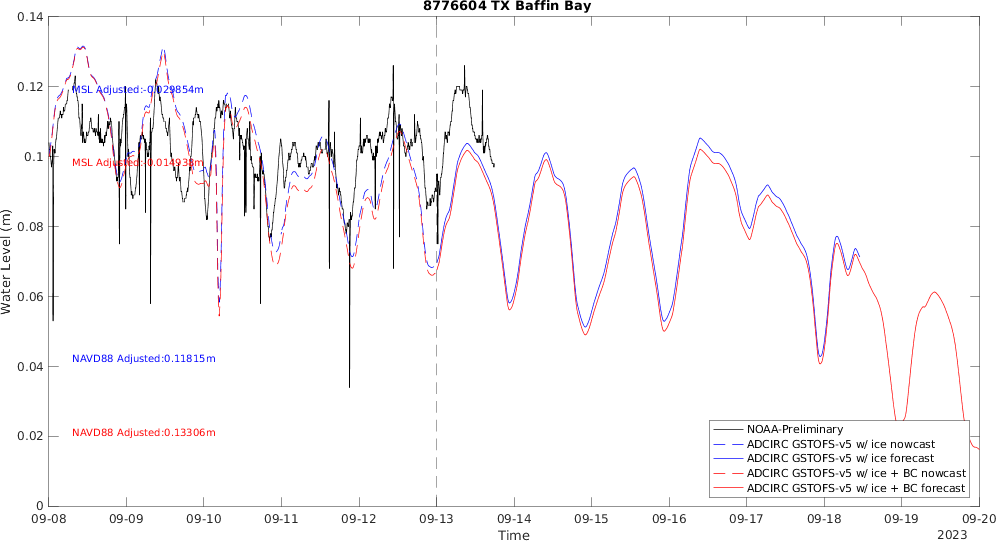 8776604 TX Baffin Bay
Water Level (m)
0.14
0.12
0.1
0.08
0.06
0.04
0.02
0
MSL Adjusted:-0.029854m
MSL Adjusted:-0.014938m
NAVD88 Adjusted:0.11815m
NAVD88 Adjusted:0.13306m
NOAA-Preliminary
ADCIRC GSTOFS-v5 w/ ice nowcast
ADCIRC GSTOFS-v5 w/ ice forecast
ADCIRC GSTOFS-v5 w/ ice + BC nowcast
ADCIRC GSTOFS-v5 w/ ice + BC forecast
09-08 09-09 09-10 09-11 09-12 09-13 09-14 09-15 09-16 09-17 09-18 09-19 09-20
Time
2023